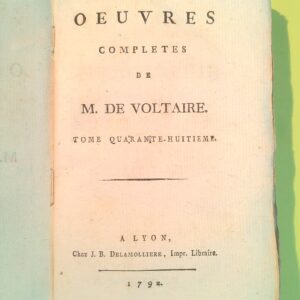 OEUVRES
COMPLETES
DE
M. DE VOLTAIRE.
TOME QUARANTE-HUITIEME.
A LYON,
Chez J. B. DELAMOLLIERE, Impr. Libraire.
1792.